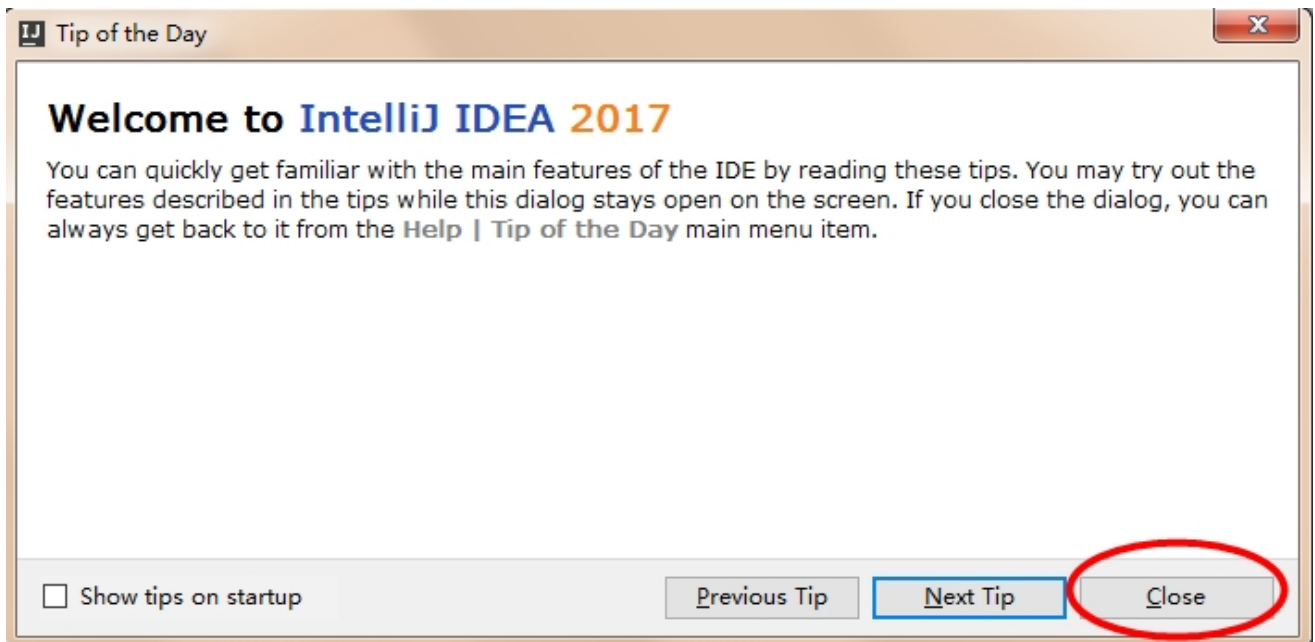 IJ Tip of the Day
Welcome to IntelliJ IDEA 2017
You can quickly get familiar with the main features of the IDE by reading these tips. You may try out the
features described in the tips while this dialog stays open on the screen. If you close the dialog, you can
always get back to it from the Help | Tip of the Day main menu item.
Show tips on startup
Previous Tip
Next Tip
Close